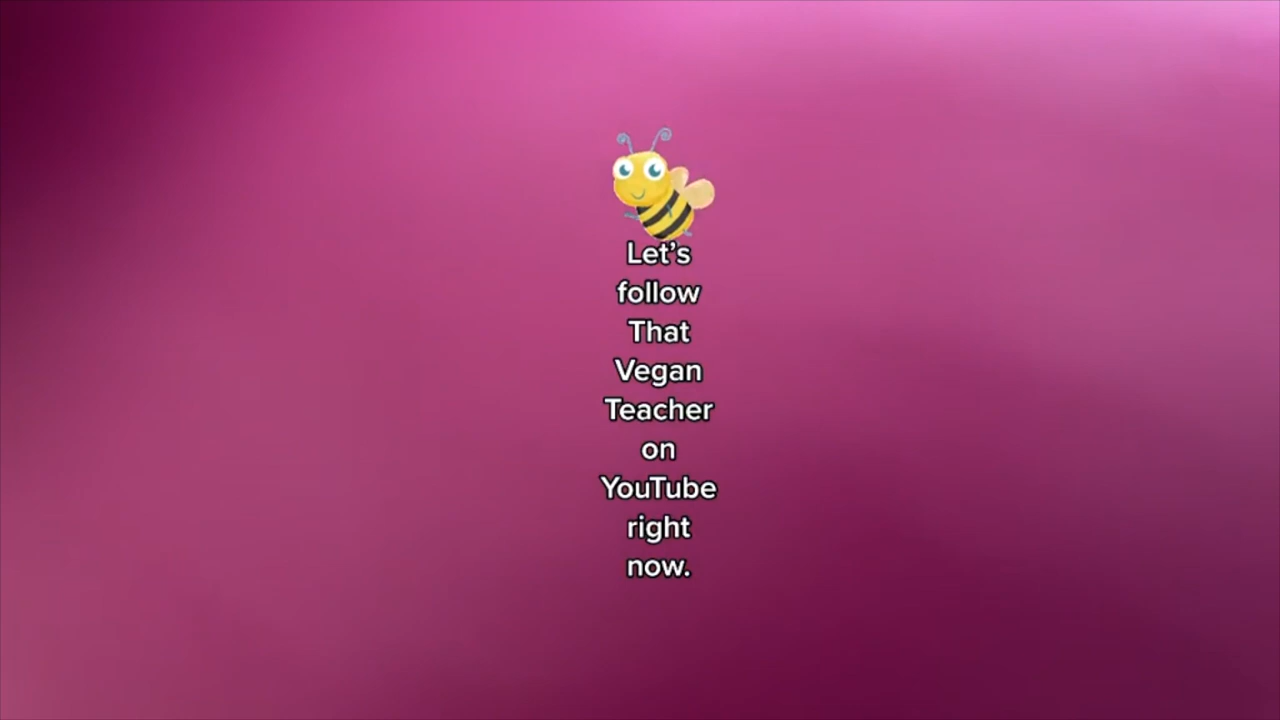 Let’s
follow
That
Vegan
Teacher
on
YouTube
right
now.